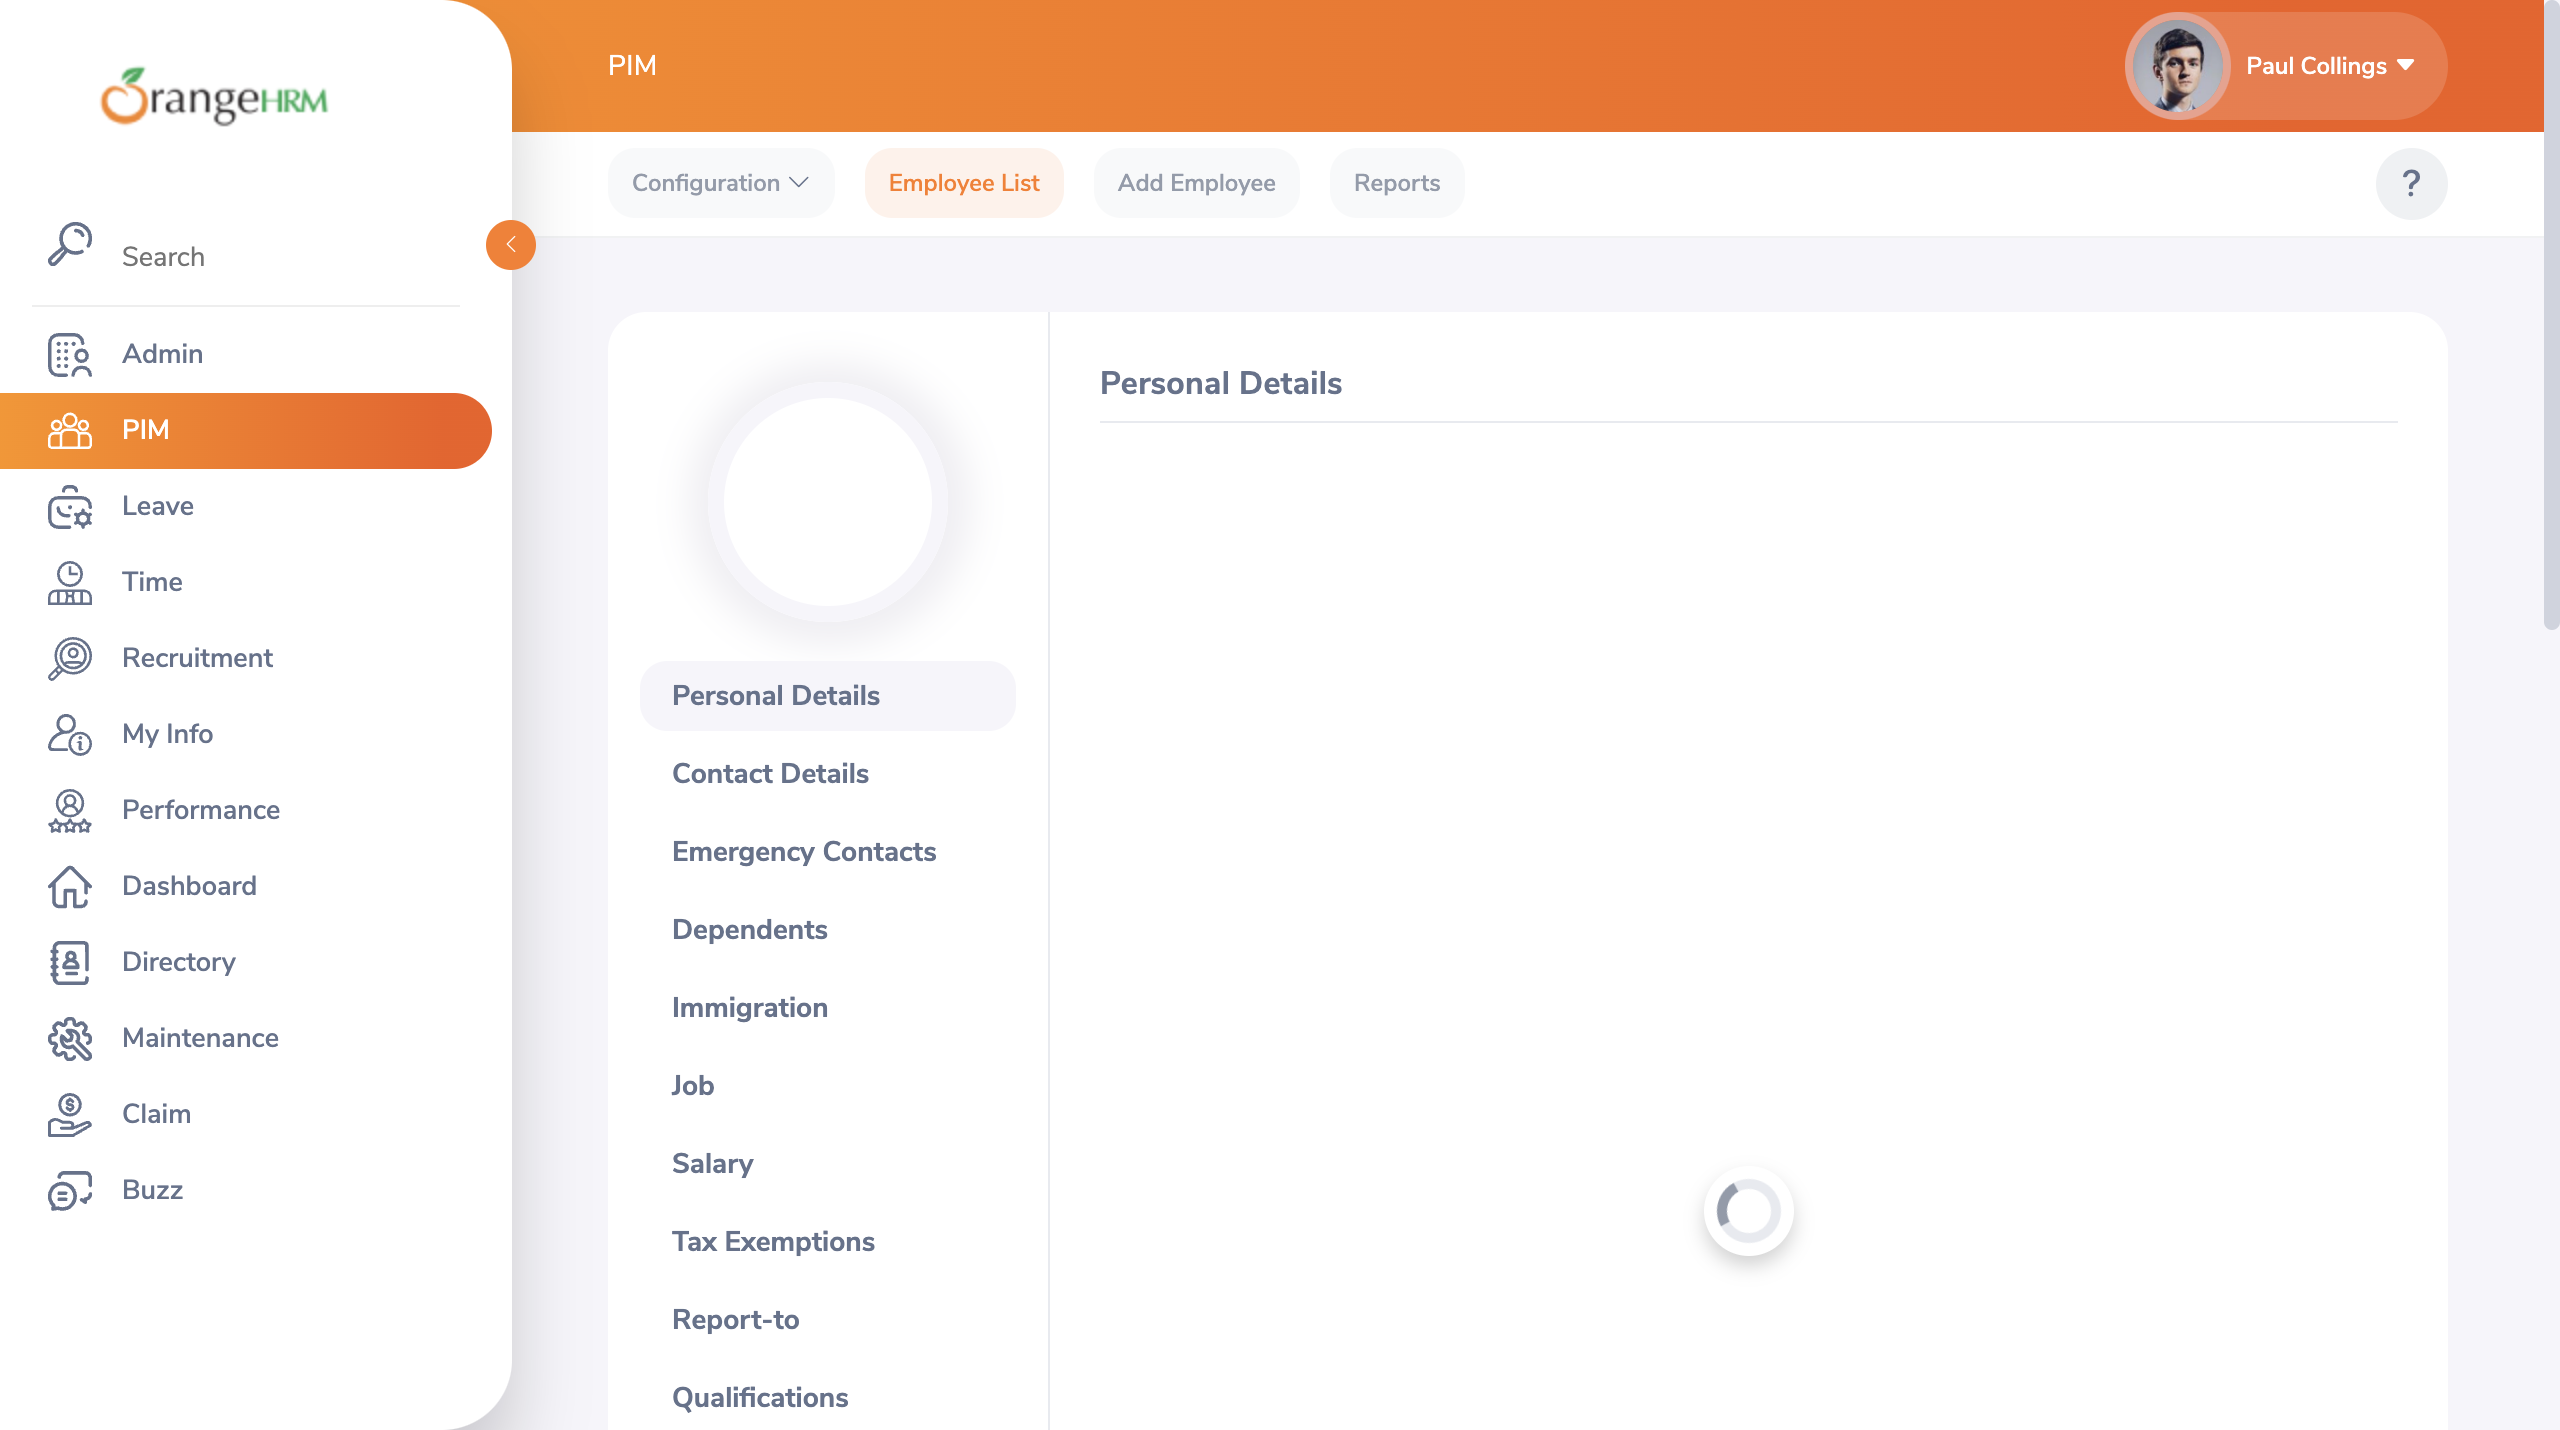 OrangeHRM
Search
Admin
PIM
Leave
Time
Recruitment
My Info
Performance
Dashboard
Directory
Maintenance
Claim
Buzz
PIM
Paul Collings
Configuration
Employee List
Add Employee
Reports
?
Personal Details
Contact Details
Emergency Contacts
Dependents
Immigration
Job
Salary
Tax Exemptions
Report-to
Qualifications
Personal Details